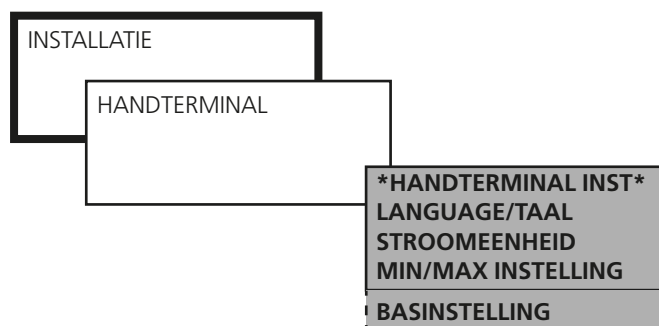 INSTALLATIE
HANDTERMINAL
*HANDTERMINAL INST*
LANGUAGE/TAAL
STROOMEENHEID
MIN/MAX INSTELLING
BASINSTELLING